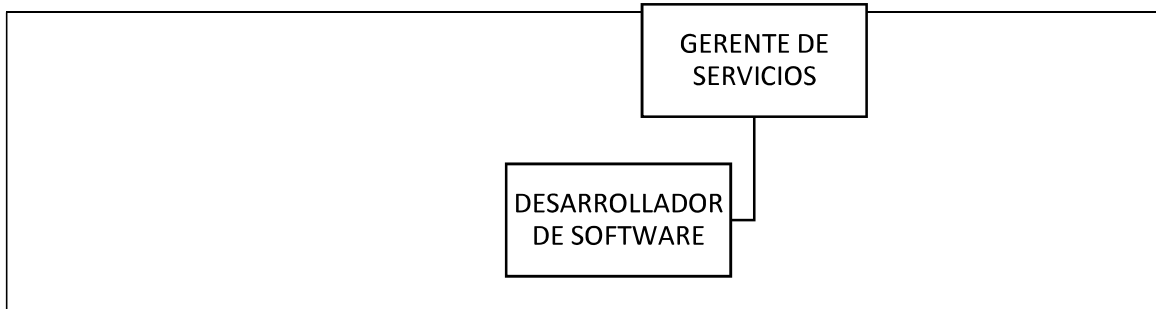 GERENTE DE
SERVICIOS
DESARROLLADOR
DE SOFTWARE